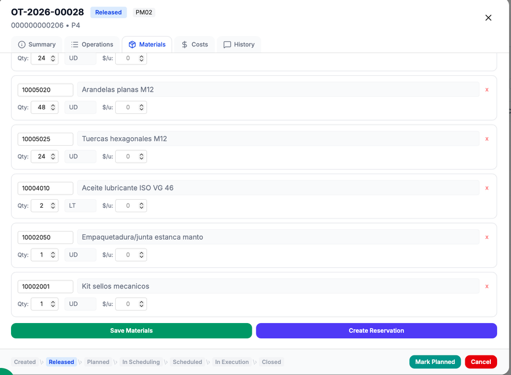 OT-2026-00028 Released PM02
000000000206 • P4
Summary Operations Materials Costs History
Qty: 24 UD $/u: 0
10005020 Arandelas planas M12 x
Qty: 48 UD $/u: 0
10005025 Tuercas hexagonales M12 x
Qty: 24 UD $/u: 0
10004010 Aceite lubricante ISO VG 46 x
Qty: 2 LT $/u: 0
10002050 Empaquetadura/junta estanca manto x
Qty: 1 UD $/u: 0
10002001 Kit sellos mecanicos x
Qty: 1 UD $/u: 0
Save Materials Create Reservation
Created Released Planned In Scheduling Scheduled In Execution Closed Mark Planned Cancel